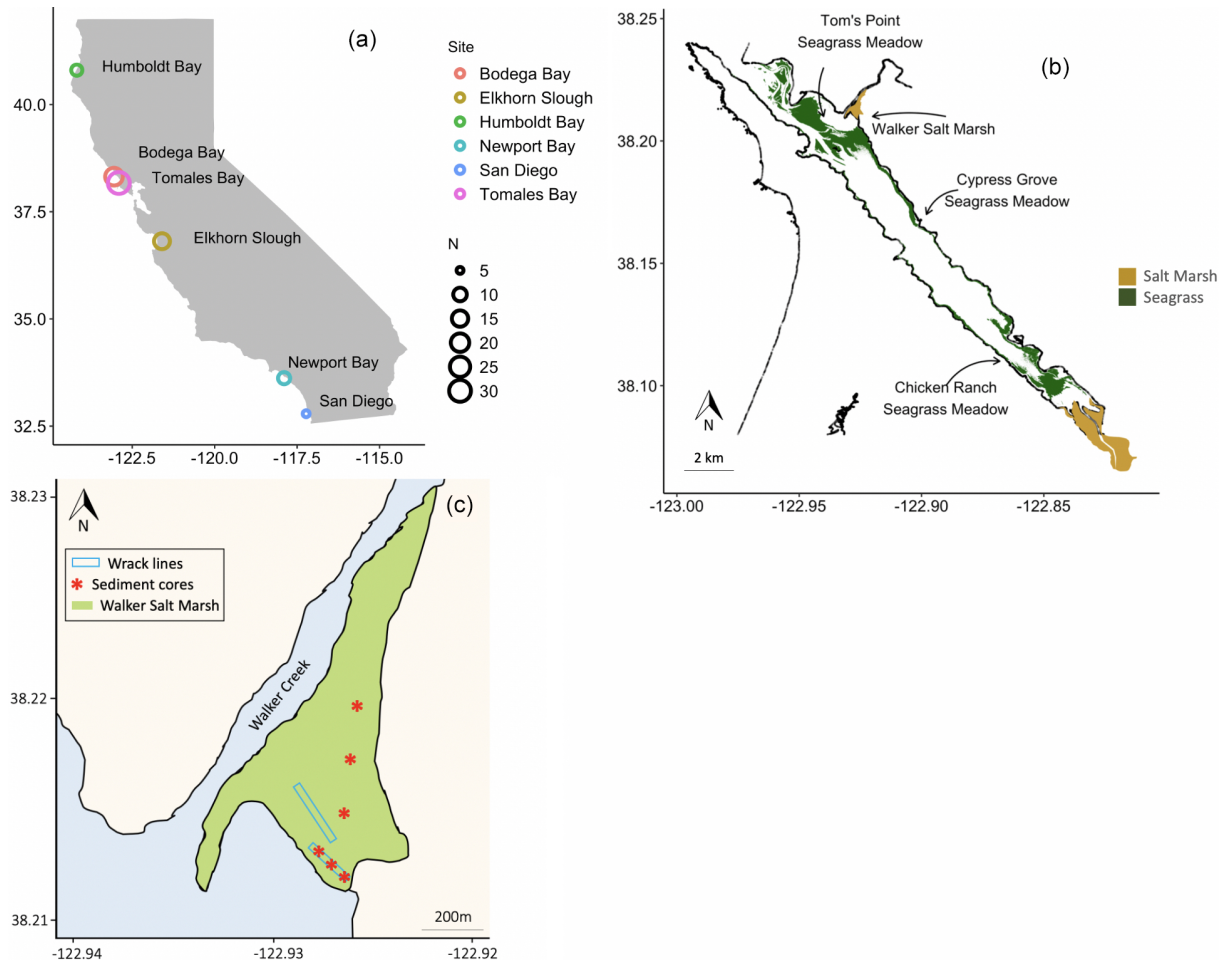 (a)
Humboldt Bay
Bodega Bay
Tomales Bay
Elkhorn Slough
Newport Bay
San Diego
40.0
37.5
35.0
32.5
-122.5
-120.0
-117.5
-115.0
Site
Bodega Bay
Elkhorn Slough
Humboldt Bay
Newport Bay
San Diego
Tomales Bay
N
5
10
15
20
25
30
(b)
38.25
38.20
38.15
38.10
Tom's Point
Seagrass Meadow
Walker Salt Marsh
Cypress Grove
Seagrass Meadow
Chicken Ranch
Seagrass Meadow
N
2 km
-123.00
-122.95
-122.90
-122.85
Salt Marsh
Seagrass
(c)
38.23
38.22
38.21
N
Wrack lines
Sediment cores
Walker Salt Marsh
Walker Creek
200m
-122.94
-122.93
-122.92